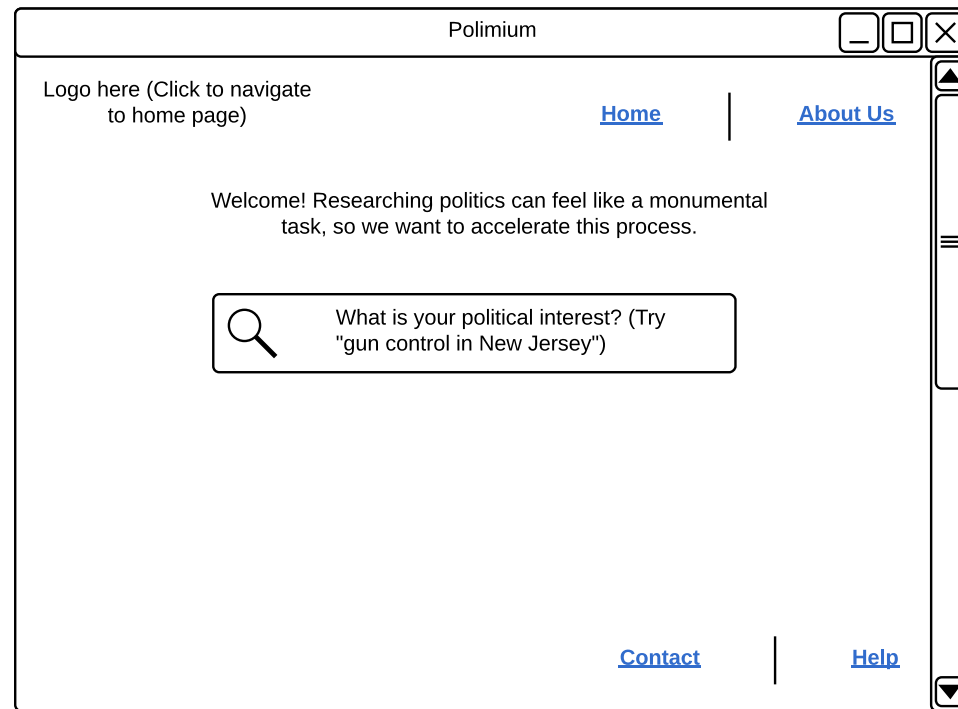 Polimium
Logo here (Click to navigate
to home page)
Home
About Us
Welcome! Researching politics can feel like a monumental
task, so we want to accelerate this process.
What is your political interest? (Try
"gun control in New Jersey")
Contact
Help